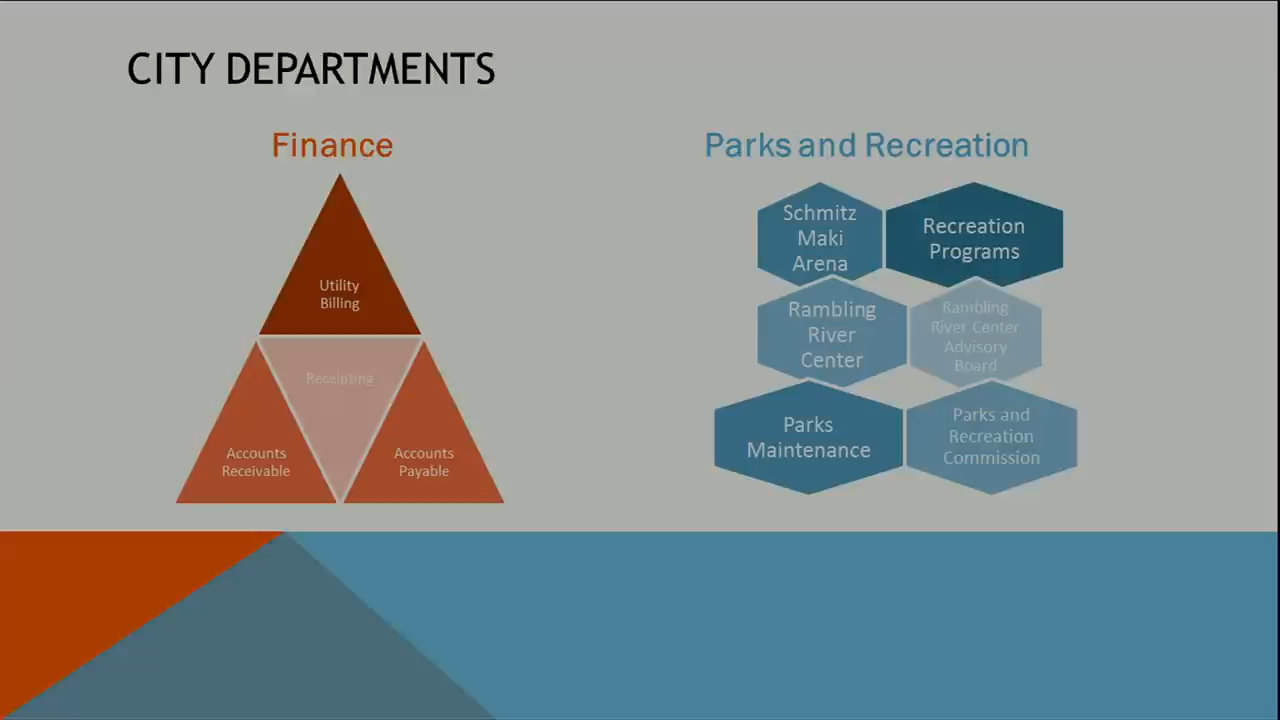 CITY DEPARTMENTS
Finance
Utility
Billing
Receipting
Accounts
Receivable
Accounts
Payable
Parks and Recreation
Schmitz
Maki
Arena
Recreation
Programs
Rambling
River
Center
Rambling
River Center
Advisory
Board
Parks
Maintenance
Parks and
Recreation
Commission